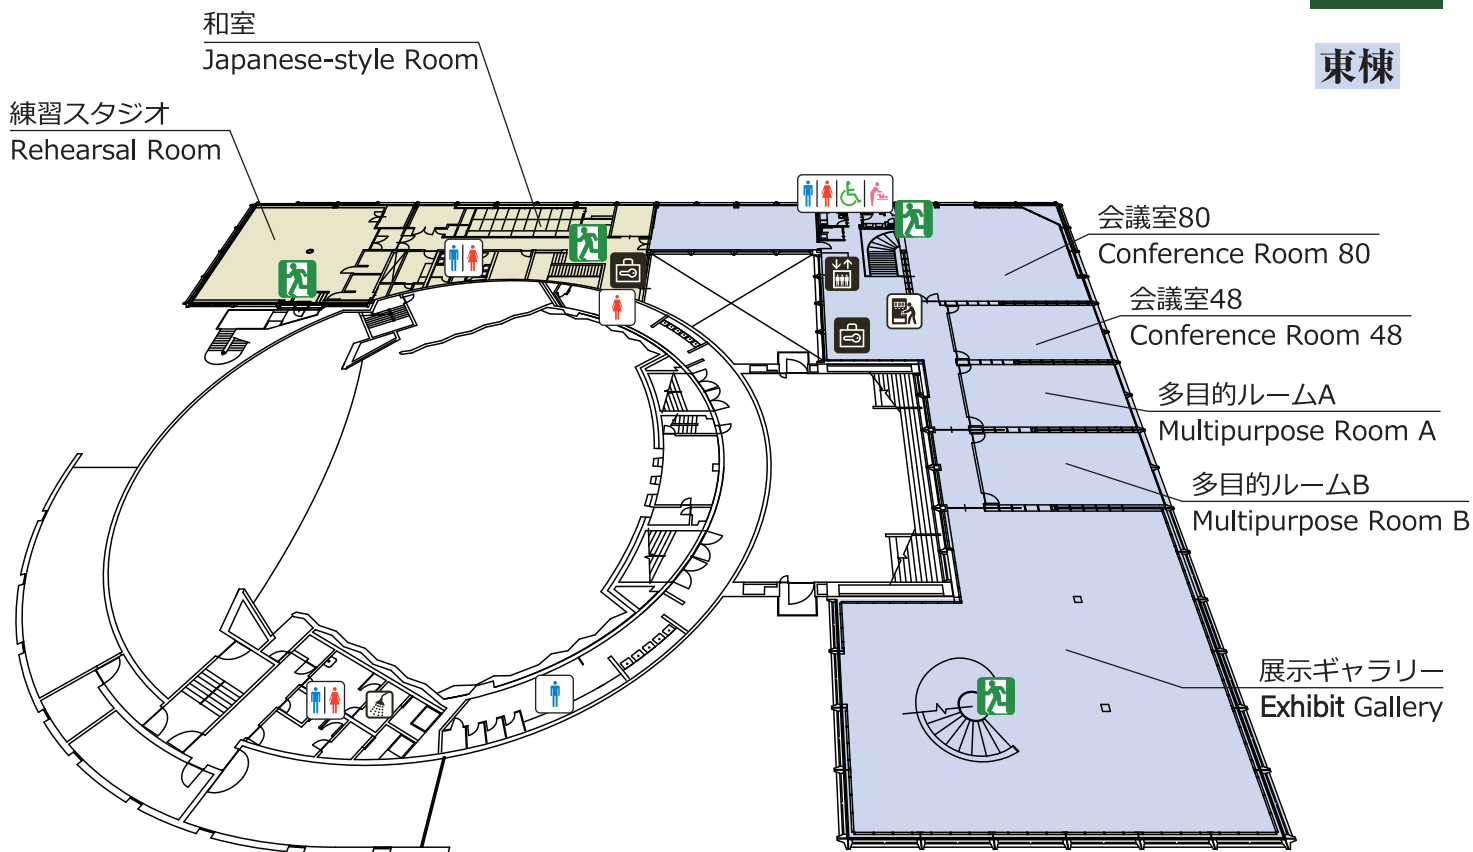 東棟
和室
Japanese-style Room
練習スタジオ
Rehearsal Room
会議室80
Conference Room 80
会議室48
Conference Room 48
多目的ルームA
Multipurpose Room A
多目的ルームB
Multipurpose Room B
展示ギャラリー
Exhibit Gallery